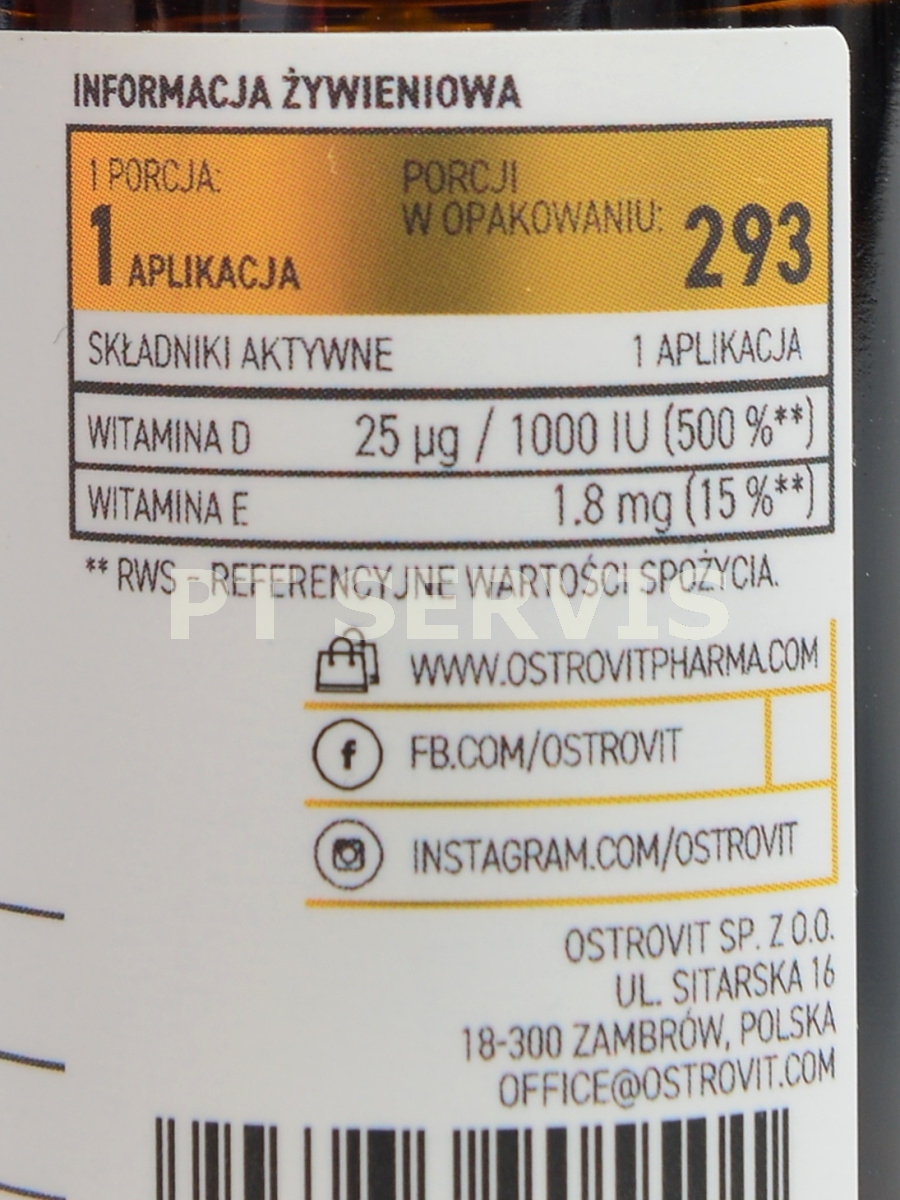 INFORMACJA ŻYWIENIOWA
1 PORCJA:
1 APLIKACJA
PORCJI
W OPAKOWANIU:
293
SKŁADNIKI AKTYWNE 1 APLIKACJA
WITAMINA D 25 µg / 1000 IU (500 %**)
WITAMINA E 1.8 mg (15 %**)
** RWS - REFERENCYJNE WARTOŚCI SPOŻYCIA.
PT SERVIS
WWW.OSTROVITPHARMA.COM
FB.COM/OSTROVIT
INSTAGRAM.COM/OSTROVIT
OSTROVIT SP. Z O.O.
UL. SITARSKA 16
18-300 ZAMBRÓW, POLSKA
OFFICE@OSTROVIT.COM